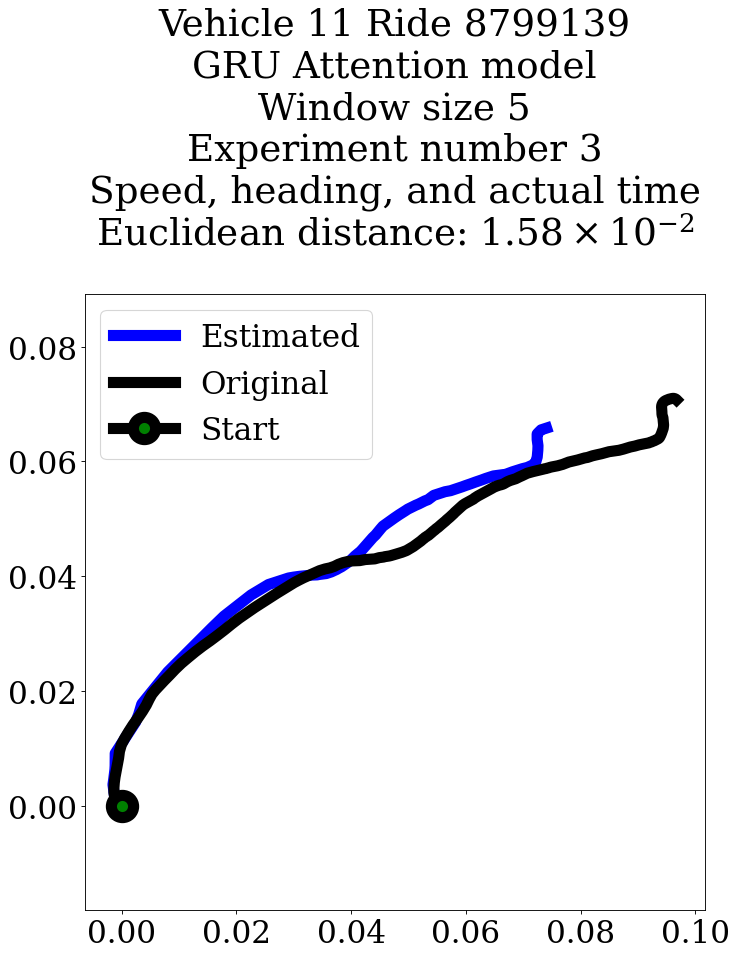 Vehicle 11 Ride 8799139
GRU Attention model
Window size 5
Experiment number 3
Speed, heading, and actual time
Euclidean distance: 1.58 × 10⁻²
Estimated
Original
Start
0.08
0.06
0.04
0.02
0.00
0.00 0.02 0.04 0.06 0.08 0.10